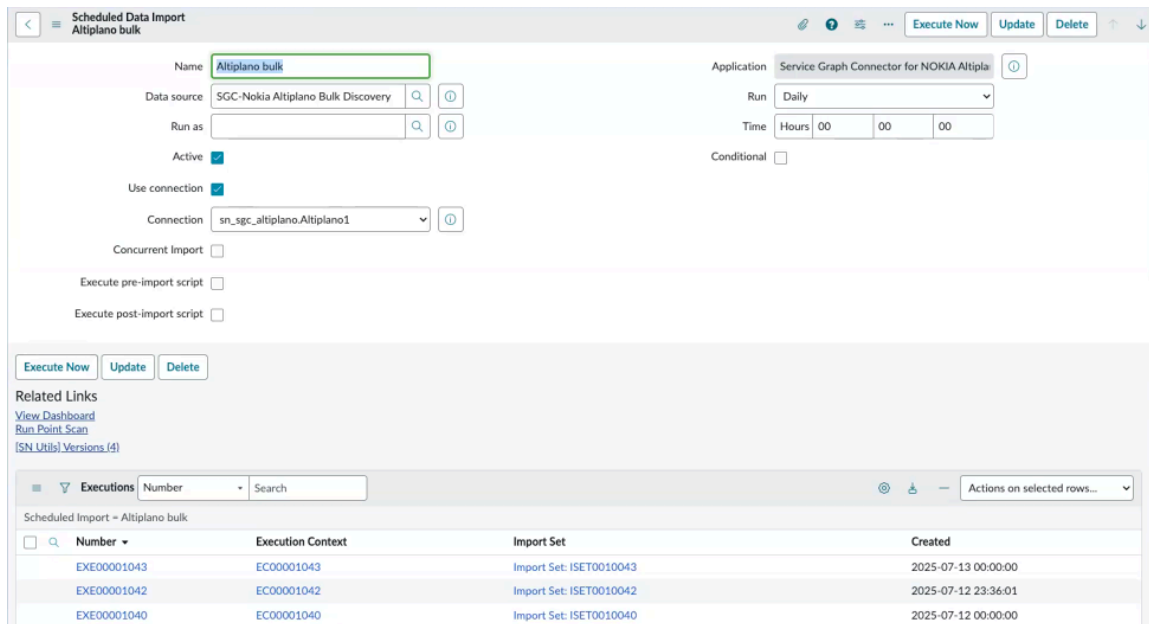 Scheduled Data Import
Altiplano bulk
Execute Now Update Delete
Name Altiplano bulk
Application Service Graph Connector for NOKIA Altipla
Data source SGC-Nokia Altiplano Bulk Discovery
Run Daily
Run as
Time Hours 00 00 00
Active
Conditional
Use connection
Connection sn_sgc_altiplano.Altiplano1
Concurrent Import
Execute pre-import script
Execute post-import script
Execute Now Update Delete
Related Links
View Dashboard
Run Point Scan
[SN Utils] Versions (4)
Executions Number Search Actions on selected rows...
Scheduled Import = Altiplano bulk
Number Execution Context Import Set Created
EXE00001043 EC00001043 Import Set: ISET0010043 2025-07-13 00:00:00
EXE00001042 EC00001042 Import Set: ISET0010042 2025-07-12 23:36:01
EXE00001040 EC00001040 Import Set: ISET0010040 2025-07-12 00:00:00